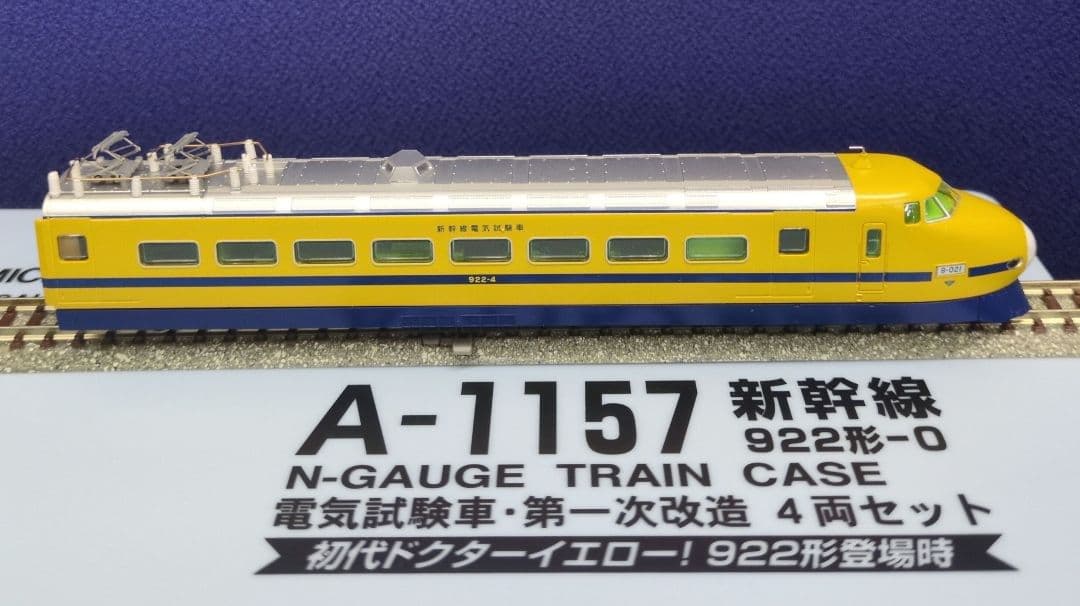 新幹線電気試験車
922-4
B-021
MIC
A-1157 新幹線
922形-0
N-GAUGE TRAIN CASE
電気試験車・第一次改造 4両セット
初代ドクターイエロー!922形登場時